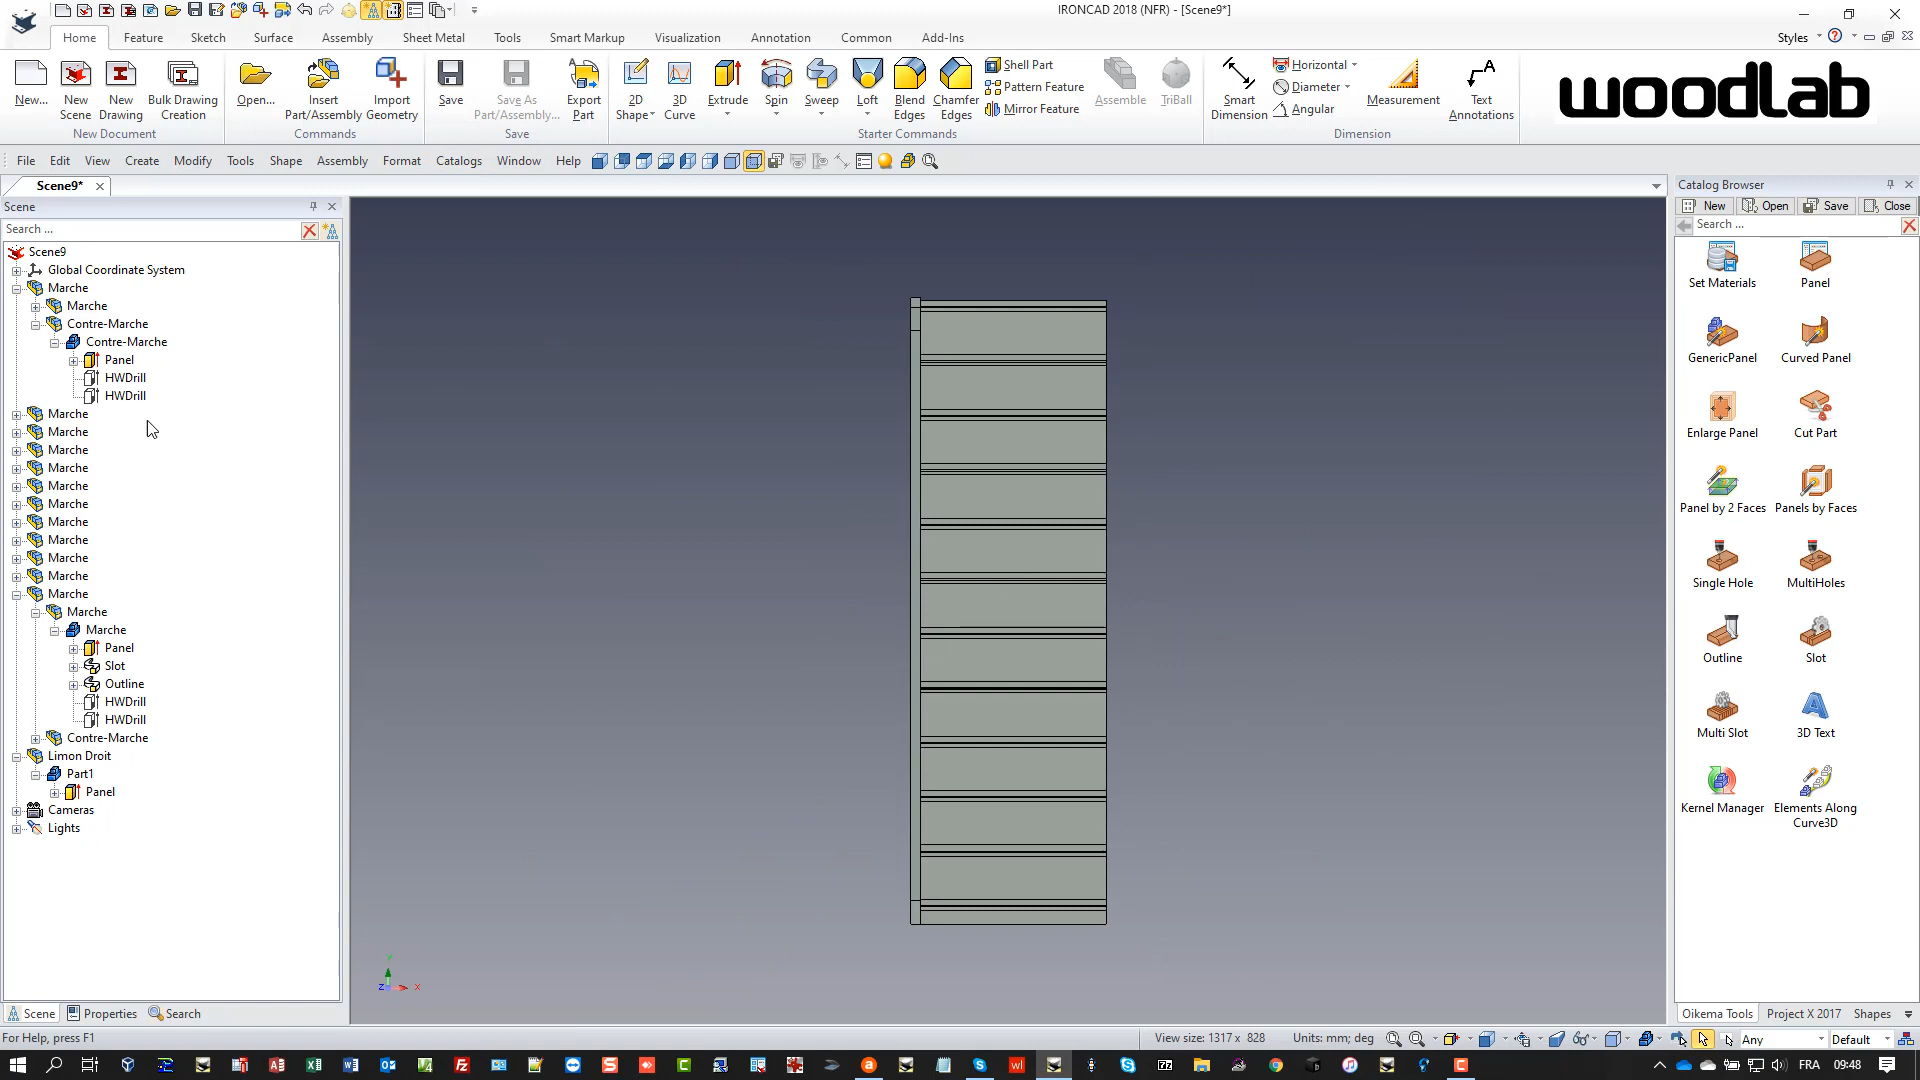 IRONCAD 2018 (NFR) - [Scene9*]
Home Feature Sketch Surface Assembly Sheet Metal Tools Smart Markup Visualization Annotation Common Add-Ins Styles
New... New Scene New Drawing Bulk Drawing Creation
New Document
Open... Insert Part/Assembly Import Geometry
Commands
Save Save As Part/Assembly... Export Part
Save
2D Shape 3D Curve Extrude Spin Sweep Loft Blend Edges Chamfer Edges Shell Part Pattern Feature Mirror Feature Assemble TriBall
Starter Commands
Smart Dimension Horizontal Diameter Angular Measurement Text Annotations
Dimension
woodlab
File Edit View Create Modify Tools Shape Assembly Format Catalogs Window Help
Scene9*
Scene
Search ...
Scene9
Global Coordinate System
Marche
Marche
Contre-Marche
Contre-Marche
Panel
HWDrill
HWDrill
Marche
Marche
Marche
Marche
Marche
Marche
Marche
Marche
Marche
Marche
Marche
Marche
Marche
Panel
Slot
Outline
HWDrill
HWDrill
Contre-Marche
Limon Droit
Part1
Panel
Cameras
Lights
Scene Properties Search
Y
Z X
Catalog Browser
New Open Save Close
Search ...
Set Materials Panel
GenericPanel Curved Panel
Enlarge Panel Cut Part
Panel by 2 Faces Panels by Faces
Single Hole MultiHoles
Outline Slot
Multi Slot 3D Text
Kernel Manager Elements Along Curve3D
Oikema Tools Project X 2017 Shapes
For Help, press F1
View size: 1317 x 828 Units: mm; deg Any Default
FRA 09:48